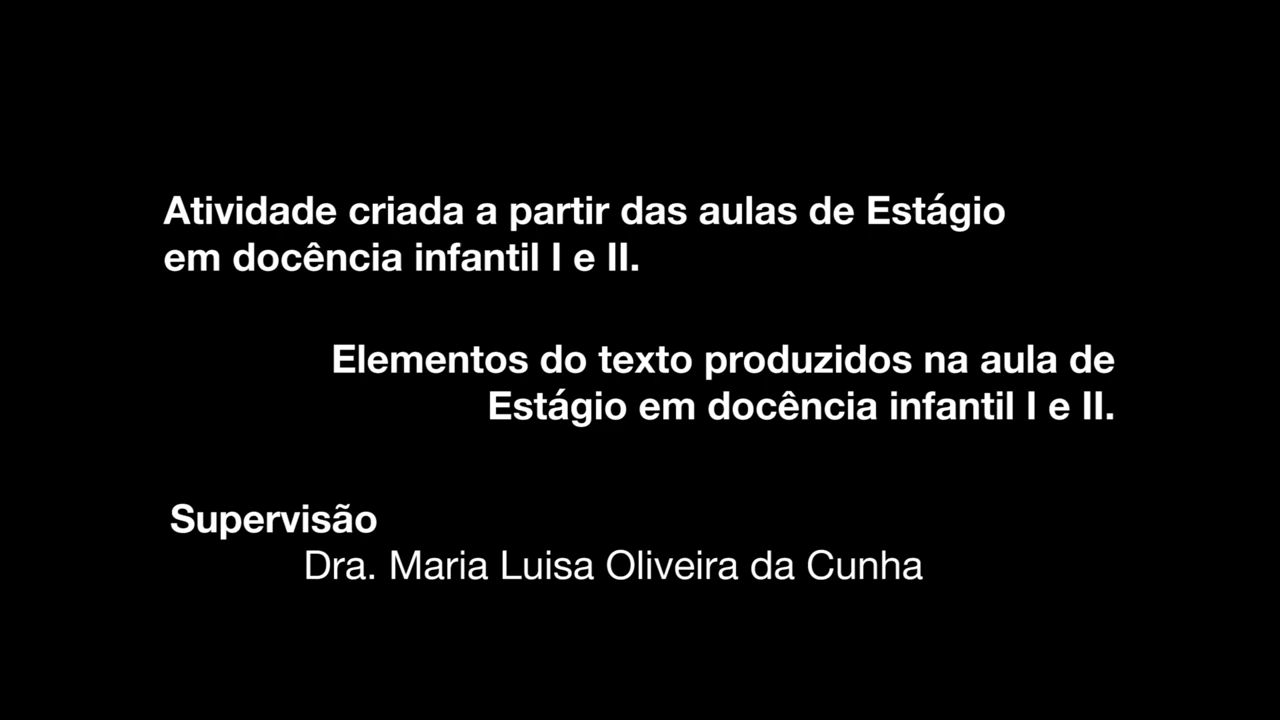 Atividade criada a partir das aulas de Estágio
em docência infantil I e II.
Elementos do texto produzidos na aula de
Estágio em docência infantil I e II.
Supervisão
Dra. Maria Luisa Oliveira da Cunha